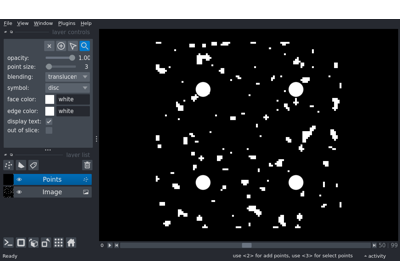 File View Window Plugins Help
layer controls
opacity: 1.00
point size: 3
blending: translucen
symbol: disc
face color: white
edge color: white
display text:
out of slice:
layer list
Points
Image
0 50 99
Ready use <2> for add points, use <3> for select points activity